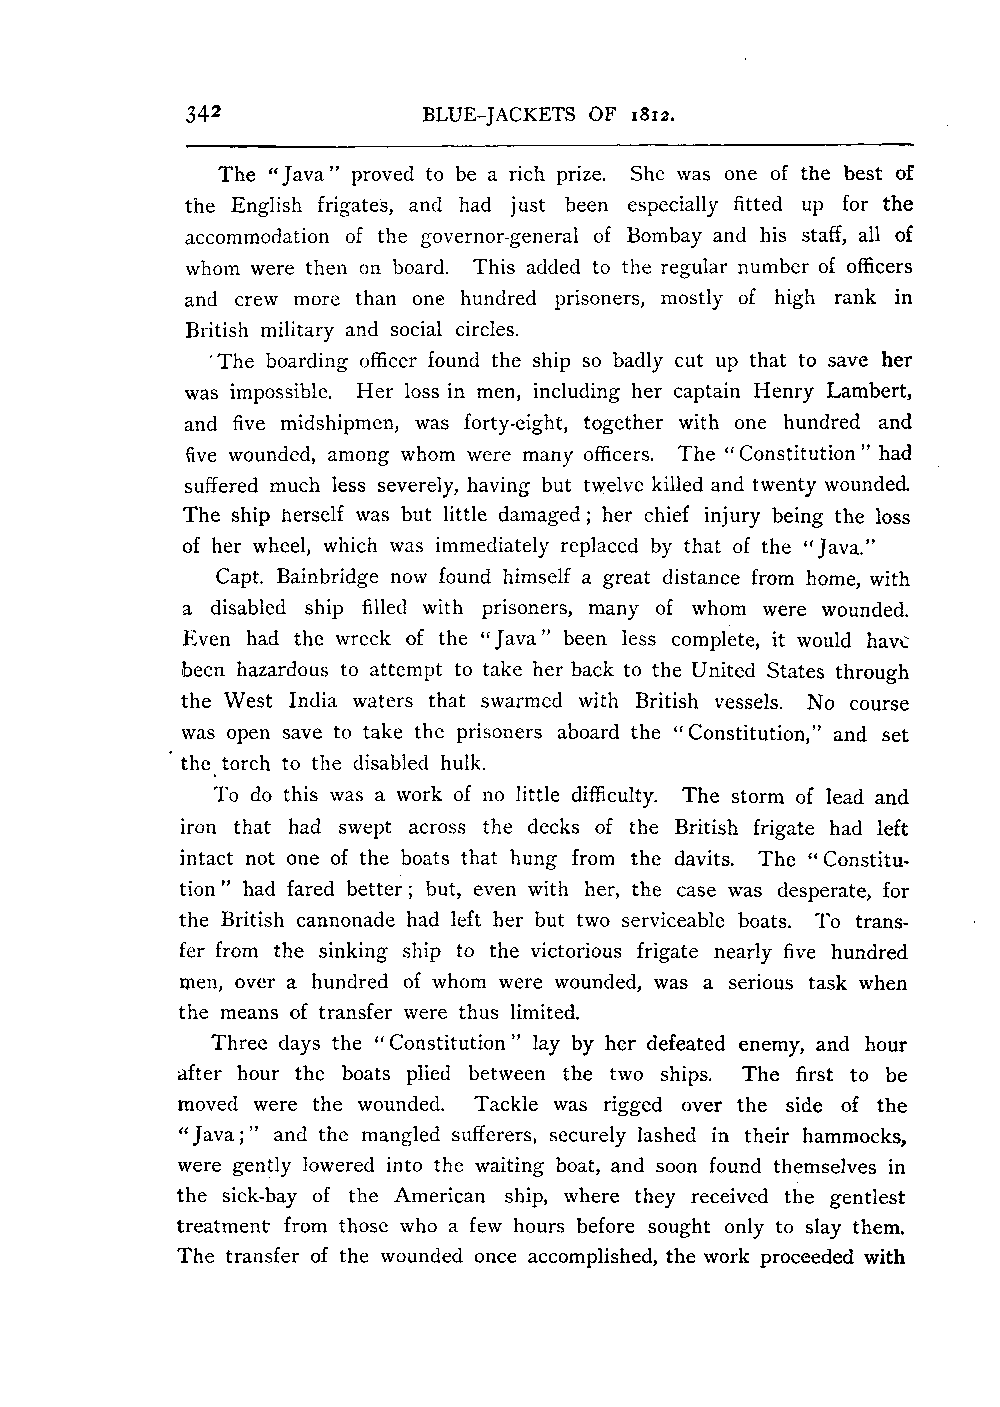 342 BLUE-JACKETS OF 1812.
The "Java" proved to be a rich prize. She was one of the best of
the English frigates, and had just been especially fitted up for the
accommodation of the governor-general of Bombay and his staff, all of
whom were then on board. This added to the regular number of officers
and crew more than one hundred prisoners, mostly of high rank in
British military and social circles.
The boarding officer found the ship so badly cut up that to save her
was impossible. Her loss in men, including her captain Henry Lambert,
and five midshipmen, was forty-eight, together with one hundred and
five wounded, among whom were many officers. The "Constitution" had
suffered much less severely, having but twelve killed and twenty wounded.
The ship herself was but little damaged; her chief injury being the loss
of her wheel, which was immediately replaced by that of the "Java."
Capt. Bainbridge now found himself a great distance from home, with
a disabled ship filled with prisoners, many of whom were wounded.
Even had the wreck of the "Java" been less complete, it would have
been hazardous to attempt to take her back to the United States through
the West India waters that swarmed with British vessels. No course
was open save to take the prisoners aboard the "Constitution," and set
the torch to the disabled hulk.
To do this was a work of no little difficulty. The storm of lead and
iron that had swept across the decks of the British frigate had left
intact not one of the boats that hung from the davits. The "Constitu-
tion" had fared better; but, even with her, the case was desperate, for
the British cannonade had left her but two serviceable boats. To trans-
fer from the sinking ship to the victorious frigate nearly five hundred
men, over a hundred of whom were wounded, was a serious task when
the means of transfer were thus limited.
Three days the "Constitution" lay by her defeated enemy, and hour
after hour the boats plied between the two ships. The first to be
moved were the wounded. Tackle was rigged over the side of the
"Java;" and the mangled sufferers, securely lashed in their hammocks,
were gently lowered into the waiting boat, and soon found themselves in
the sick-bay of the American ship, where they received the gentlest
treatment from those who a few hours before sought only to slay them.
The transfer of the wounded once accomplished, the work proceeded with